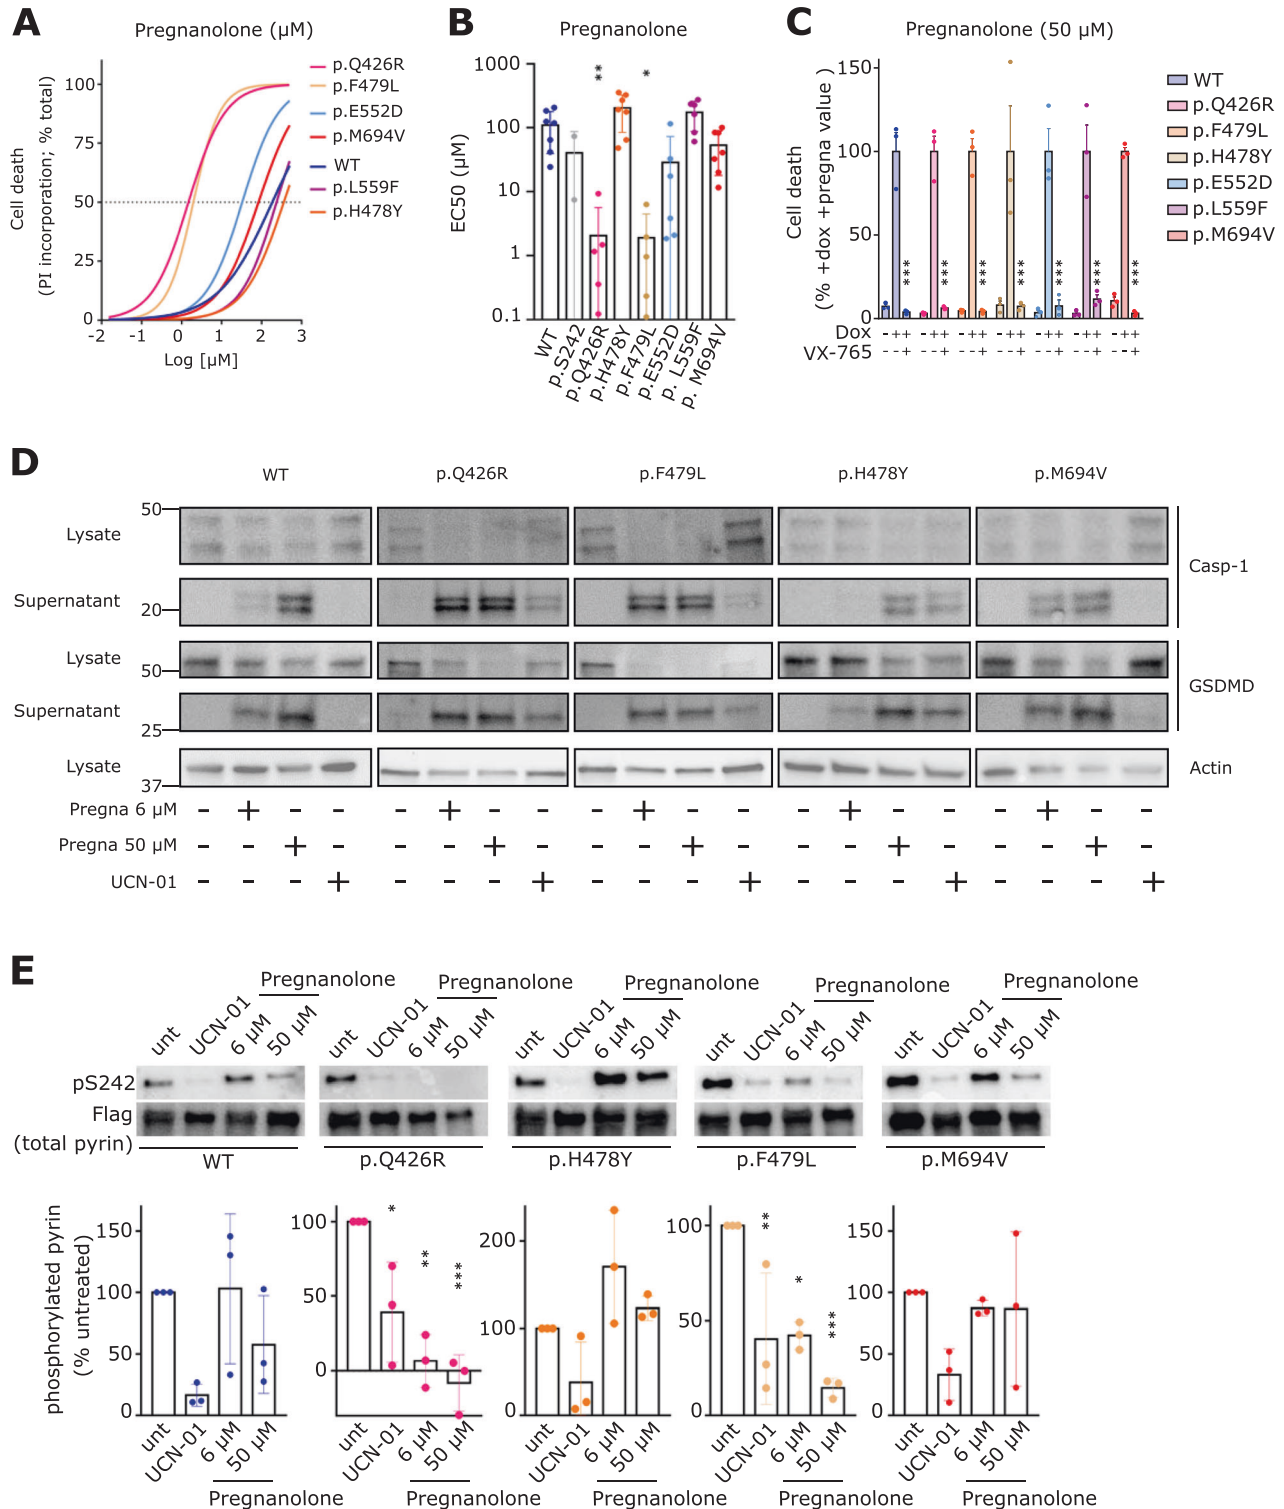 A
Pregnanolone (µM)
Cell death
(PI incorporation; % total)
100
75
50
25
0
-2 -1 0 1 2 3
Log [µM]
p.Q426R
p.F479L
p.E552D
p.M694V
WT
p.L559F
p.H478Y
B
Pregnanolone
EC50 (µM)
1000
100
10
1
0.1
** *
WT
p.S242
p.Q426R
p.H478Y
p.F479L
p.E552D
p. L559F
p. M694V
C
Pregnanolone (50 µM)
Cell death
(% +dox +pregna value )
150
100
50
0
*** *** *** *** *** *** ***
Dox - + + - + + - + + - + + - + + - + + - + +
VX-765 - - + - - + - - + - - + - - + - - + - - +
WT
p.Q426R
p.F479L
p.H478Y
p.E552D
p.L559F
p.M694V
D
WT p.Q426R p.F479L p.H478Y p.M694V
50
Lysate
Casp-1
Supernatant
20
Lysate
50
GSDMD
Supernatant
25
Lysate
Actin
37
Pregna 6 µM - + - - - + - - - + - - - + - - - + - -
Pregna 50 µM - - + - - - + - - - + - - - + - - - + -
UCN-01 - - - + - - - + - - - + - - - + - - - +
E
Pregnanolone Pregnanolone Pregnanolone Pregnanolone Pregnanolone
unt UCN-01 6 µM 50 µM unt UCN-01 6 µM 50 µM unt UCN-01 6 µM 50 µM unt UCN-01 6 µM 50 µM unt UCN-01 6 µM 50 µM
pS242
Flag
(total pyrin)
WT p.Q426R p.H478Y p.F479L p.M694V
phosphorylated pyrin
(% untreated)
150
100
50
0
100
50
0
* ** ***
200
100
0
100
50
0
** * ***
150
100
50
0
unt UCN-01 6 µM 50 µM unt UCN-01 6 µM 50 µM unt UCN-01 6 µM 50 µM unt UCN-01 6 µM 50 µM unt UCN-01 6 µM 50 µM
Pregnanolone Pregnanolone Pregnanolone Pregnanolone Pregnanolone